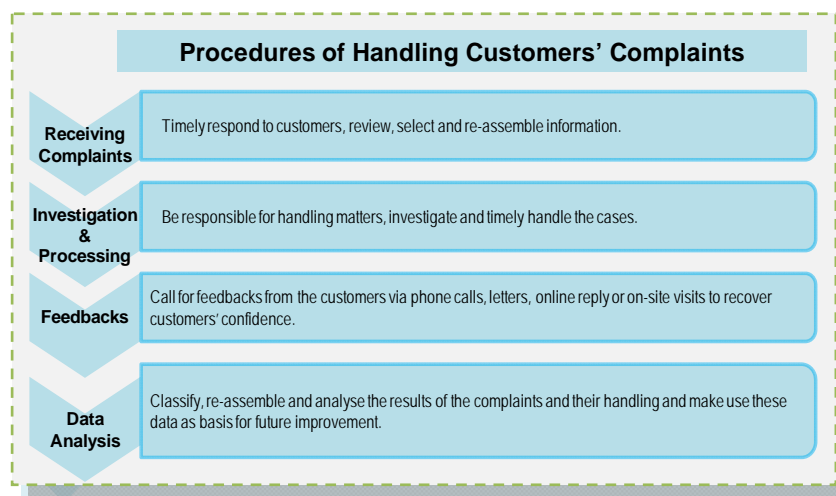 Procedures of Handling Customers' Complaints
Receiving
Complaints
Timely respond to customers, review, select and re-assemble information.
Investigation
&
Processing
Be responsible for handling matters, investigate and timely handle the cases.
Feedbacks
Call for feedbacks from the customers via phone calls, letters, online reply or on-site visits to recover
customers' confidence.
Data
Analysis
Classify, re-assemble and analyse the results of the complaints and their handling and make use these
data as basis for future improvement.